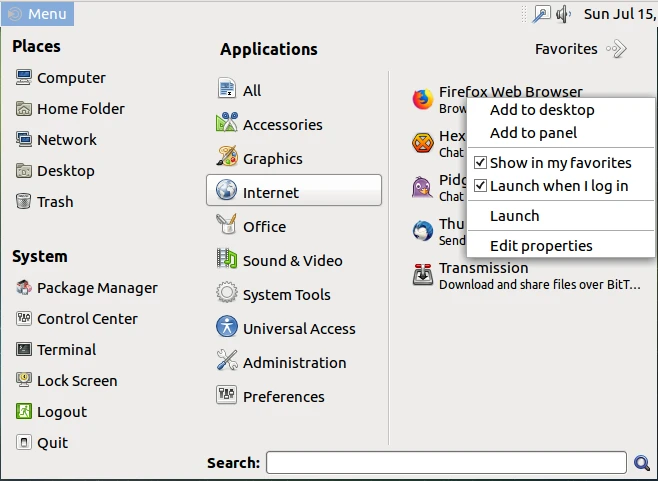 Menu
Sun Jul 15,
Places
Computer
Home Folder
Network
Desktop
Trash
System
Package Manager
Control Center
Terminal
Lock Screen
Logout
Quit
Applications
All
Accessories
Graphics
Internet
Office
Sound & Video
System Tools
Universal Access
Administration
Preferences
Favorites
Firefox Web Browser
Brow
Hex
Chat
Pidg
Chat
Thu
Send
Transmission
Download and share files over BitT...
Add to desktop
Add to panel
Show in my favorites
Launch when I log in
Launch
Edit properties
Search: